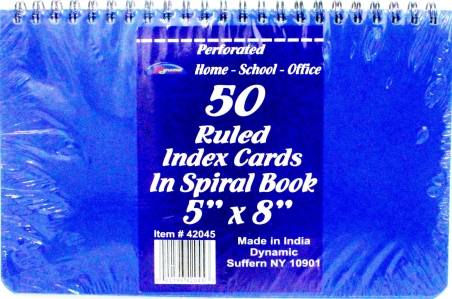 Perforated
Dynamic
Home - School - Office
50
Ruled
Index Cards
In Spiral Book
5" x 8"
Item # 42045
Made in India
Dynamic
Suffern NY 10901